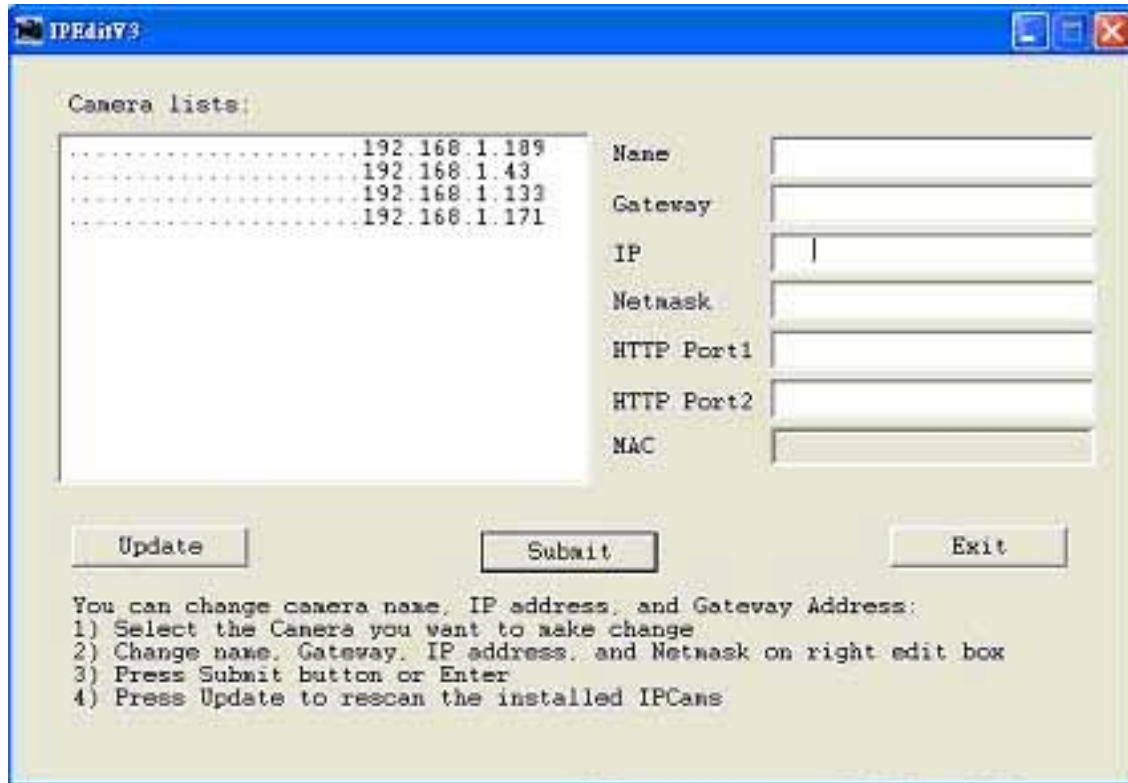 IPEditV3
Camera lists:
.....................192.168.1.189
.....................192.168.1.43
.....................192.168.1.133
.....................192.168.1.171
Name
Gateway
IP
Netmask
HTTP Port1
HTTP Port2
MAC
Update
Submit
Exit
You can change camera name, IP address, and Gateway Address:
1) Select the Camera you want to make change
2) Change name, Gateway, IP address, and Netmask on right edit box
3) Press Submit button or Enter
4) Press Update to rescan the installed IPCams